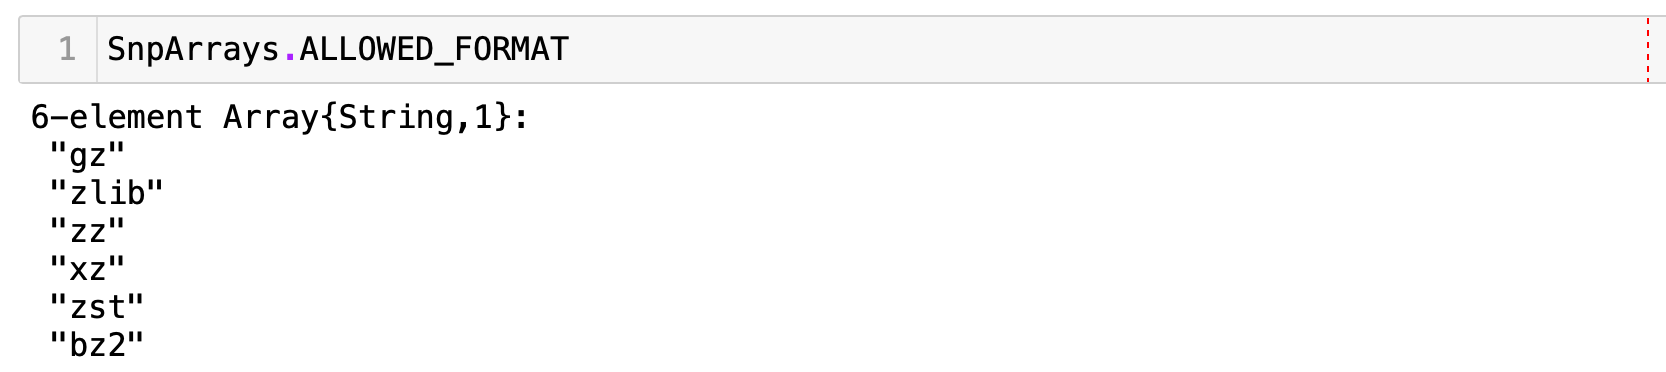 1 SnpArrays.ALLOWED_FORMAT
6-element Array{String,1}:
"gz"
"zlib"
"zz"
"xz"
"zst"
"bz2"